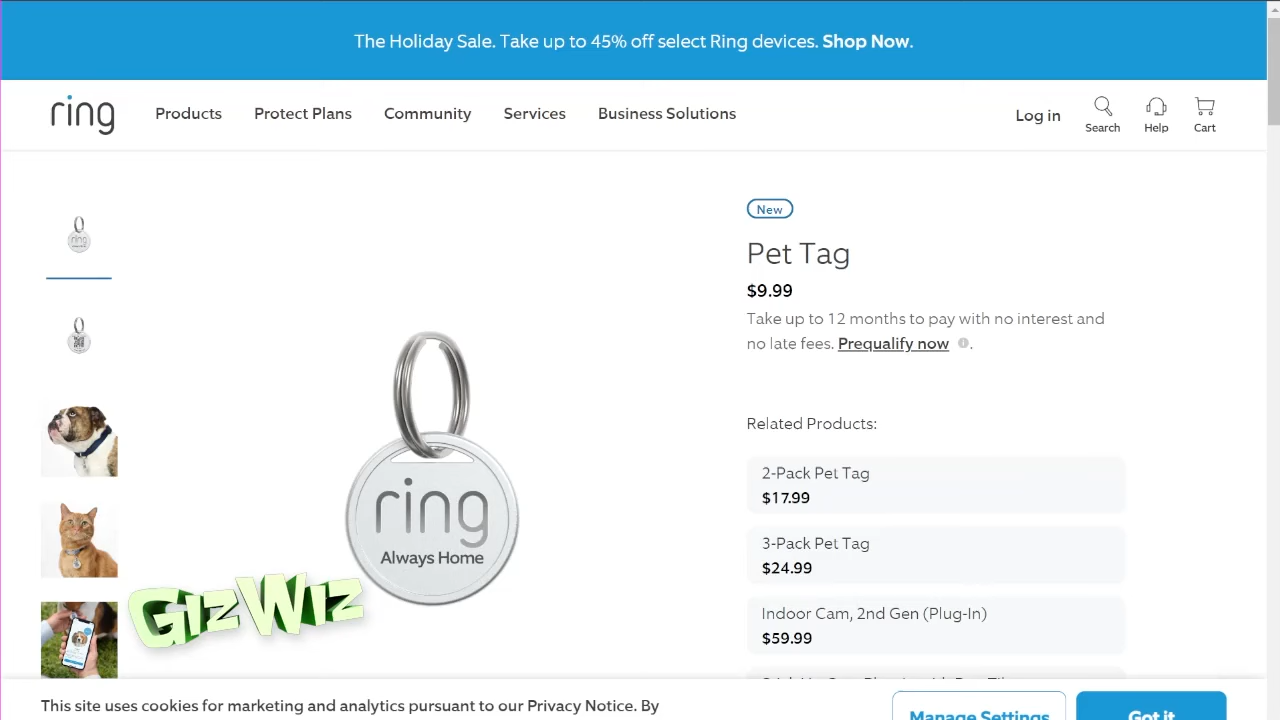 The Holiday Sale. Take up to 45% off select Ring devices. Shop Now.
ring
Products
Protect Plans
Community
Services
Business Solutions
Log in
Search
Help
Cart
New
Pet Tag
$9.99
Take up to 12 months to pay with no interest and
no late fees. Prequalify now.
Related Products:
2-Pack Pet Tag
$17.99
3-Pack Pet Tag
$24.99
Indoor Cam, 2nd Gen (Plug-In)
$59.99
ring
Always Home
GizWiz
This site uses cookies for marketing and analytics pursuant to our Privacy Notice. By
Manage Settings
Got it